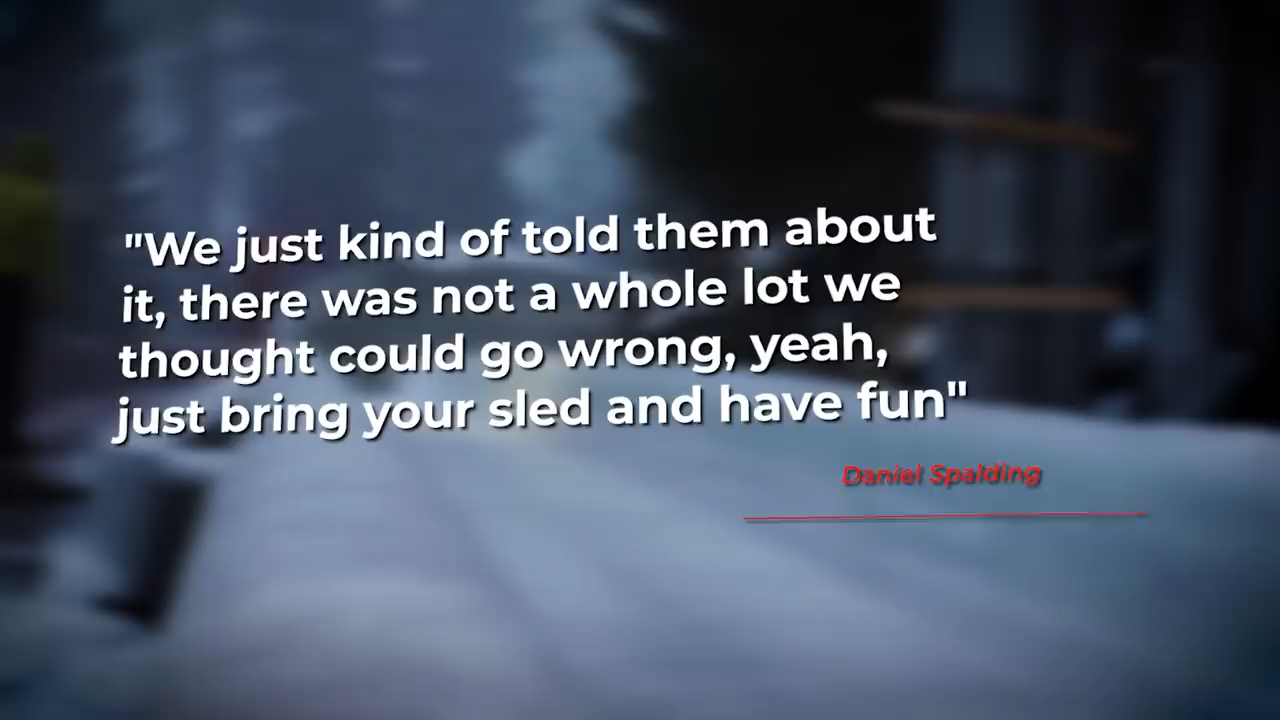 "We just kind of told them about
it, there was not a whole lot we
thought could go wrong, yeah,
just bring your sled and have fun"
Daniel Spalding